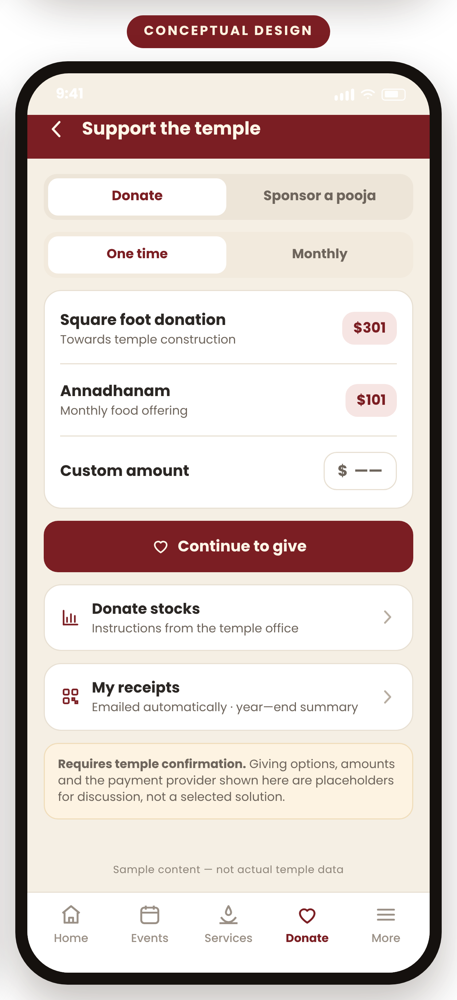 CONCEPTUAL DESIGN
9:41
Support the temple
Donate
Sponsor a pooja
One time
Monthly
Square foot donation
Towards temple construction
$301
Annadhanam
Monthly food offering
$101
Custom amount
$ ——
Continue to give
Donate stocks
Instructions from the temple office
My receipts
Emailed automatically · year—end summary
Requires temple confirmation. Giving options, amounts
and the payment provider shown here are placeholders
for discussion, not a selected solution.
Sample content — not actual temple data
Home
Events
Services
Donate
More